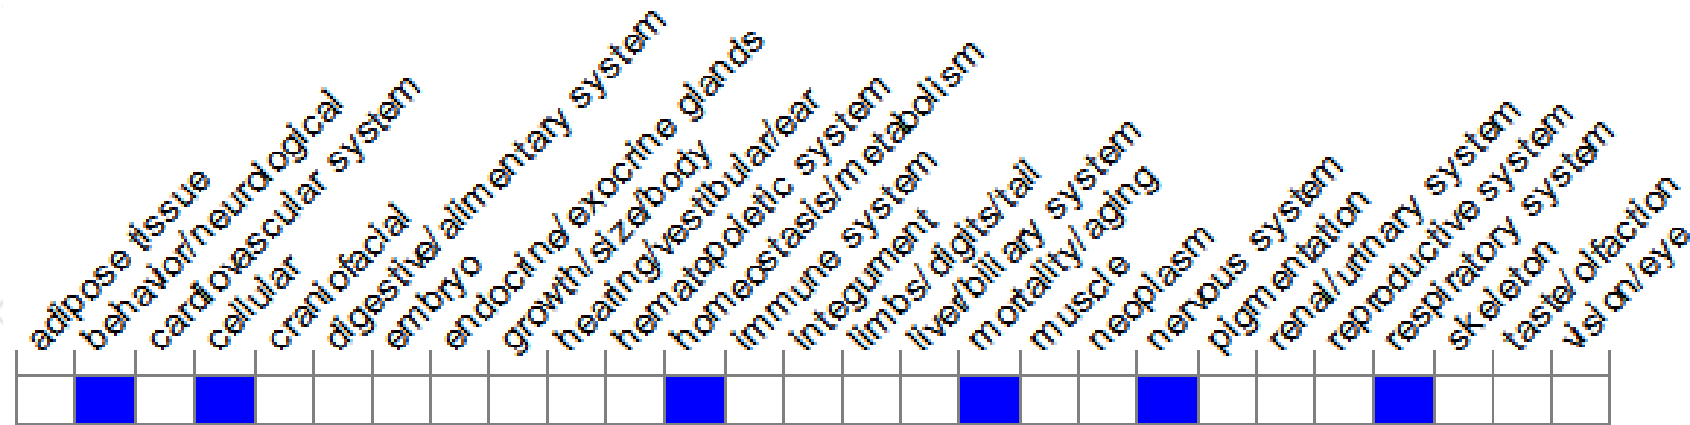 adipose tissue
behavior/neurological
cardiovascular system
cellular
craniofacial
digestive/alimentary system
embryo
endocrine/exocrine glands
growth/size/body
hearing/vestibular/ear
hematopoietic system
homeostasis/metabolism
immune system
integument
limbs/digits/tail
liver/biliary system
mortality/aging
muscle
neoplasm
nervous system
pigmentation
renal/urinary system
reproductive system
respiratory system
skeleton
taste/olfaction
vision/eye